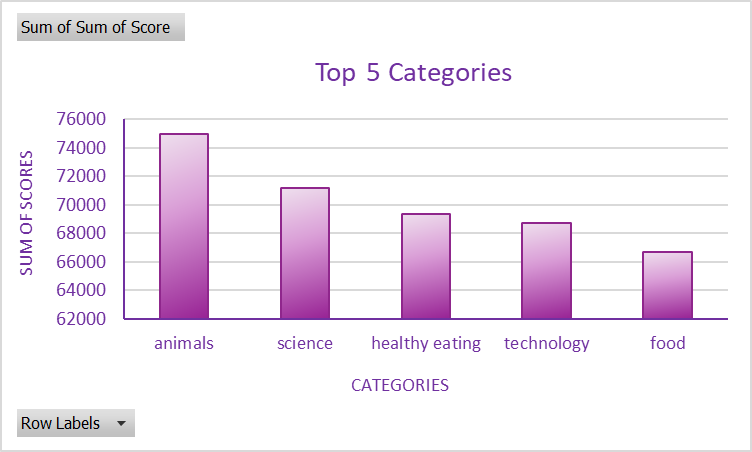 Sum of Sum of Score
Top 5 Categories
SUM OF SCORES
76000
74000
72000
70000
68000
66000
64000
62000
animals science healthy eating technology food
CATEGORIES
Row Labels